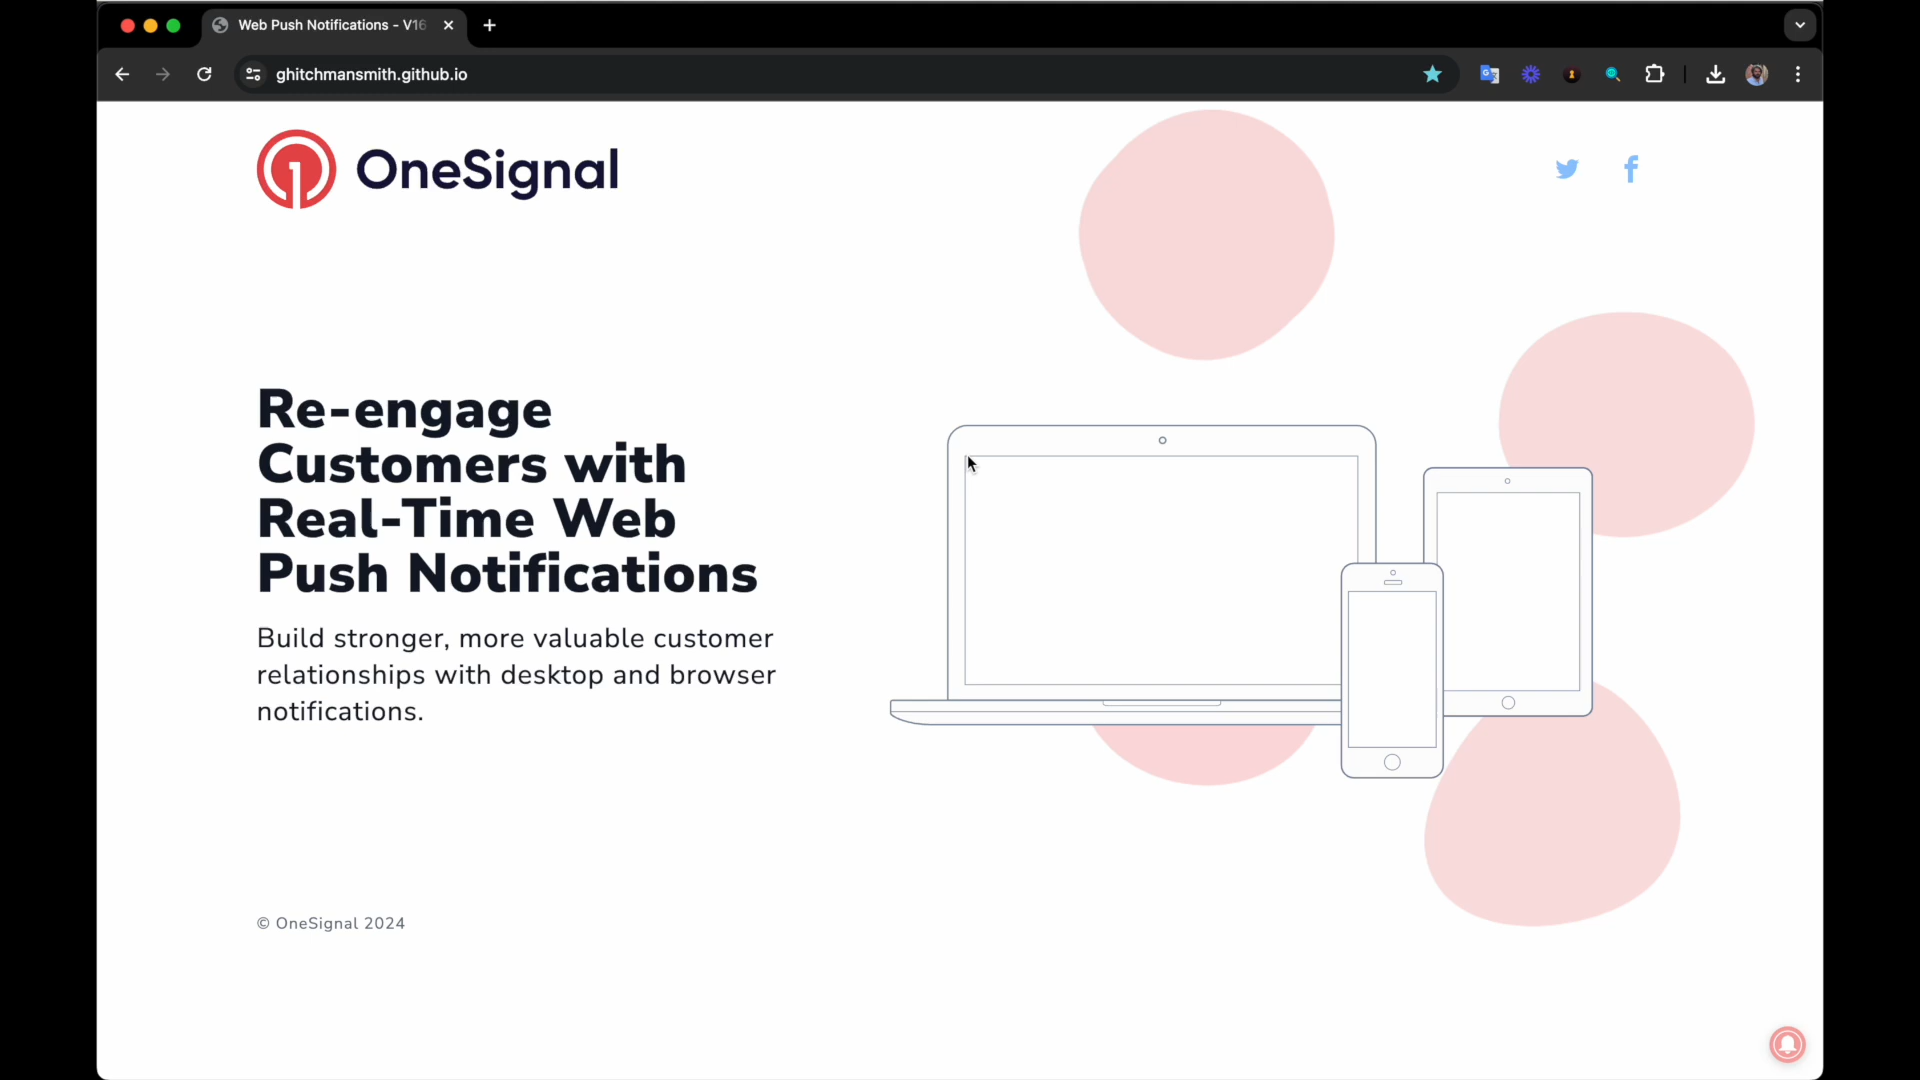 Web Push Notifications - V16
ghitchmansmith.github.io
OneSignal
Re-engage
Customers with
Real-Time Web
Push Notifications
Build stronger, more valuable customer
relationships with desktop and browser
notifications.
© OneSignal 2024